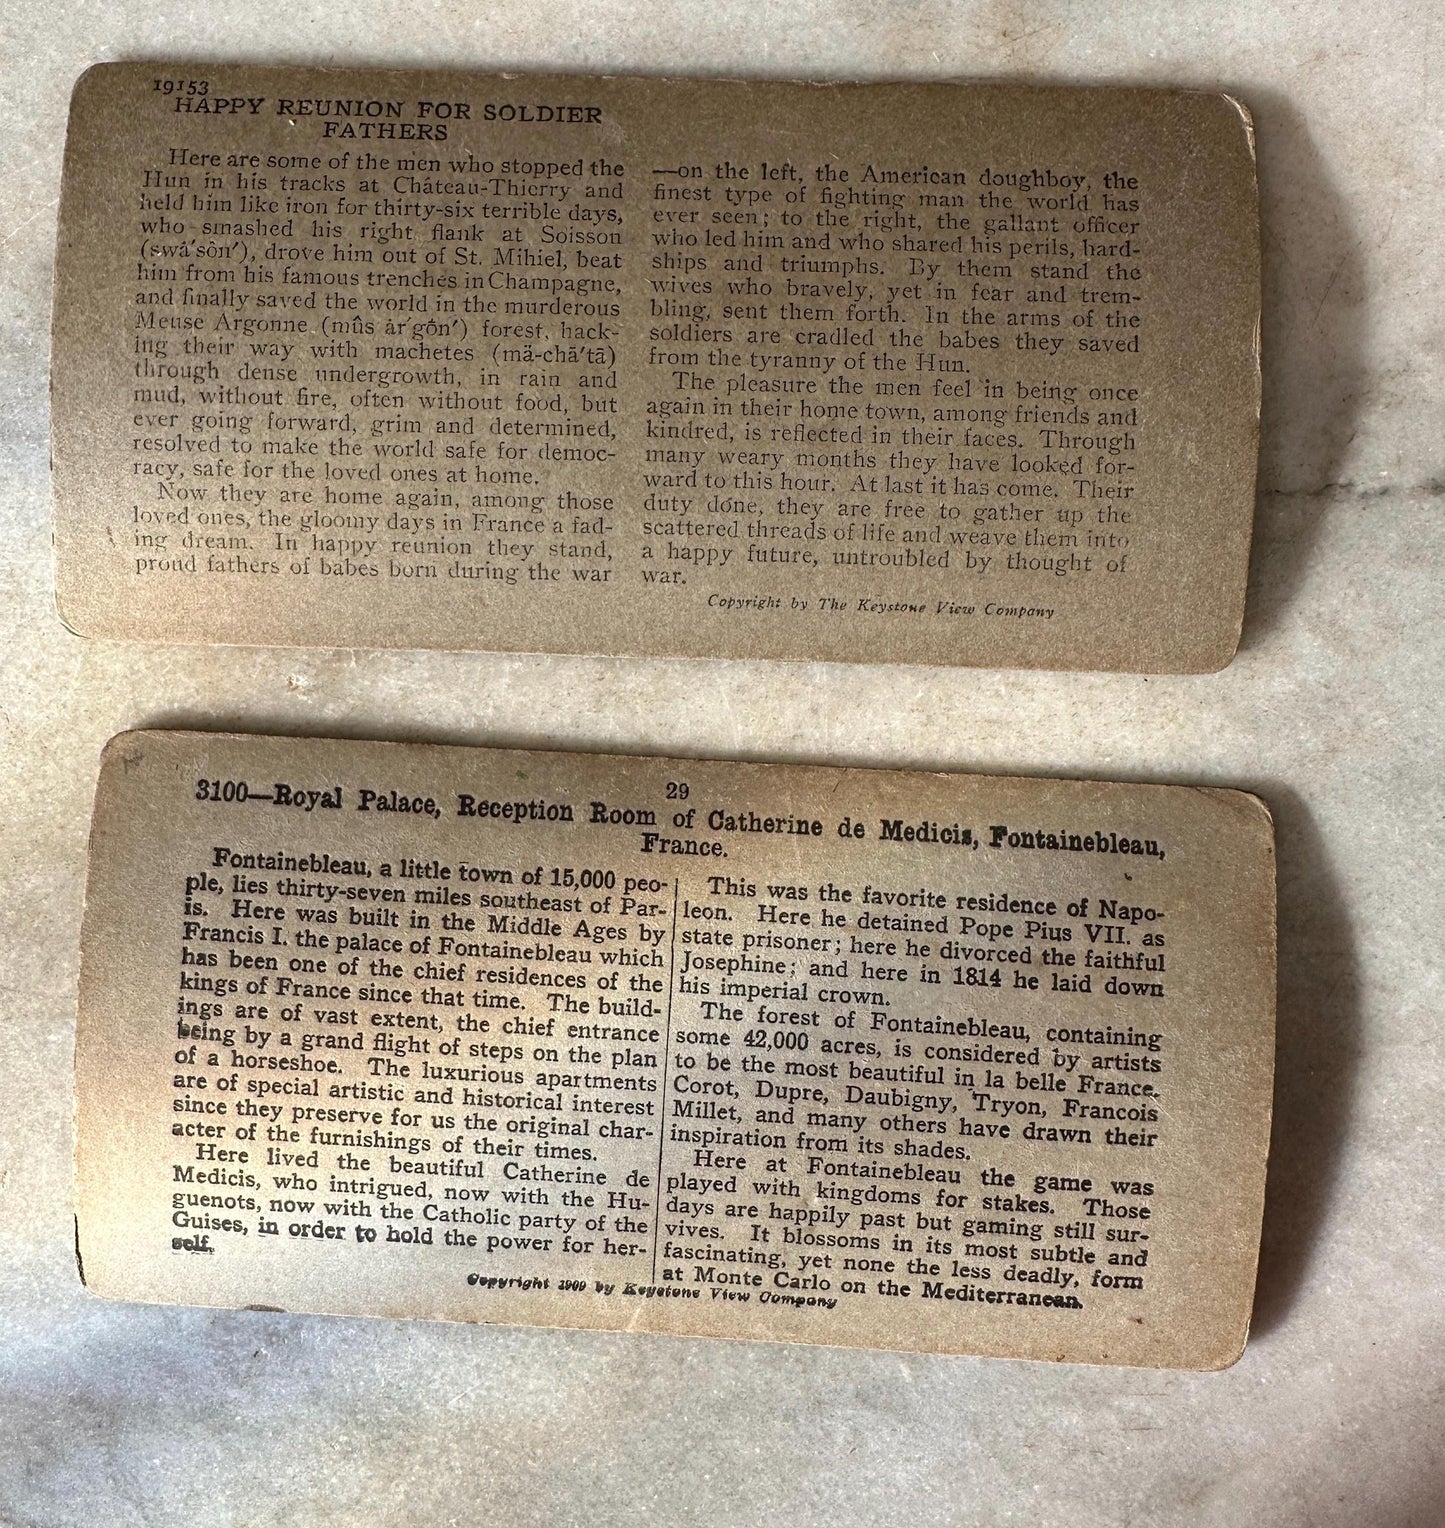 19153
HAPPY REUNION FOR SOLDIER
FATHERS
Here are some of the men who stopped the
Hun in his tracks at Château-Thierry and
held him like iron for thirty-six terrible days,
who smashed his right flank at Soisson
(swȧ'sôn'), drove him out of St. Mihiel, beat
him from his famous trenches in Champagne,
and finally saved the world in the murderous
Meuse Argonne (mûs ȧr'gôn') forest, hack-
ing their way with machetes (mä-chā'tā)
through dense undergrowth, in rain and
mud, without fire, often without food, but
ever going forward, grim and determined,
resolved to make the world safe for democ-
racy, safe for the loved ones at home.
Now they are home again, among those
loved ones, the gloomy days in France a fad-
ing dream. In happy reunion they stand,
proud fathers of babes born during the war
—on the left, the American doughboy, the
finest type of fighting man the world has
ever seen; to the right, the gallant officer
who led him and who shared his perils, hard-
ships and triumphs. By them stand the
wives who bravely, yet in fear and trem-
bling, sent them forth. In the arms of the
soldiers are cradled the babes they saved
from the tyranny of the Hun.
The pleasure the men feel in being once
again in their home town, among friends and
kindred, is reflected in their faces. Through
many weary months they have looked for-
ward to this hour. At last it has come. Their
duty done, they are free to gather up the
scattered threads of life and weave them into
a happy future, untroubled by thought of
war.
Copyright by The Keystone View Company
29
3100—Royal Palace, Reception Room of Catherine de Medicis, Fontainebleau,
France.
Fontainebleau, a little town of 15,000 peo-
ple, lies thirty-seven miles southeast of Par-
is. Here was built in the Middle Ages by
Francis I. the palace of Fontainebleau which
has been one of the chief residences of the
kings of France since that time. The build-
ings are of vast extent, the chief entrance
being by a grand flight of steps on the plan
of a horseshoe. The luxurious apartments
are of special artistic and historical interest
since they preserve for us the original char-
acter of the furnishings of their times.
Here lived the beautiful Catherine de
Medicis, who intrigued, now with the Hu-
guenots, now with the Catholic party of the
Guises, in order to hold the power for her-
self.
This was the favorite residence of Napo-
leon. Here he detained Pope Pius VII. as
state prisoner; here he divorced the faithful
Josephine; and here in 1814 he laid down
his imperial crown.
The forest of Fontainebleau, containing
some 42,000 acres, is considered by artists
to be the most beautiful in la belle France.
Corot, Dupre, Daubigny, Tryon, Francois
Millet, and many others have drawn their
inspiration from its shades.
Here at Fontainebleau the game was
played with kingdoms for stakes. Those
days are happily past but gaming still sur-
vives. It blossoms in its most subtle and
fascinating, yet none the less deadly, form
at Monte Carlo on the Mediterranean.
Copyright 1909 by Keystone View Company